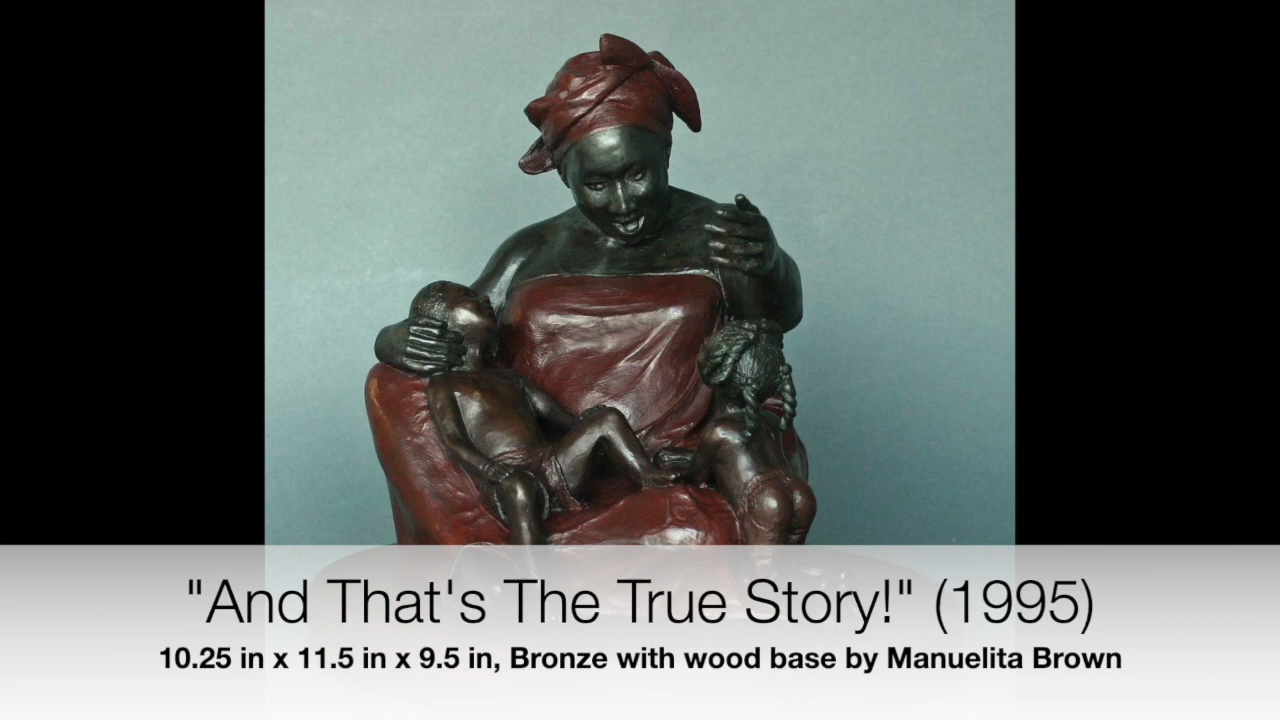 "And That's The True Story!" (1995)
10.25 in x 11.5 in x 9.5 in, Bronze with wood base by Manuelita Brown